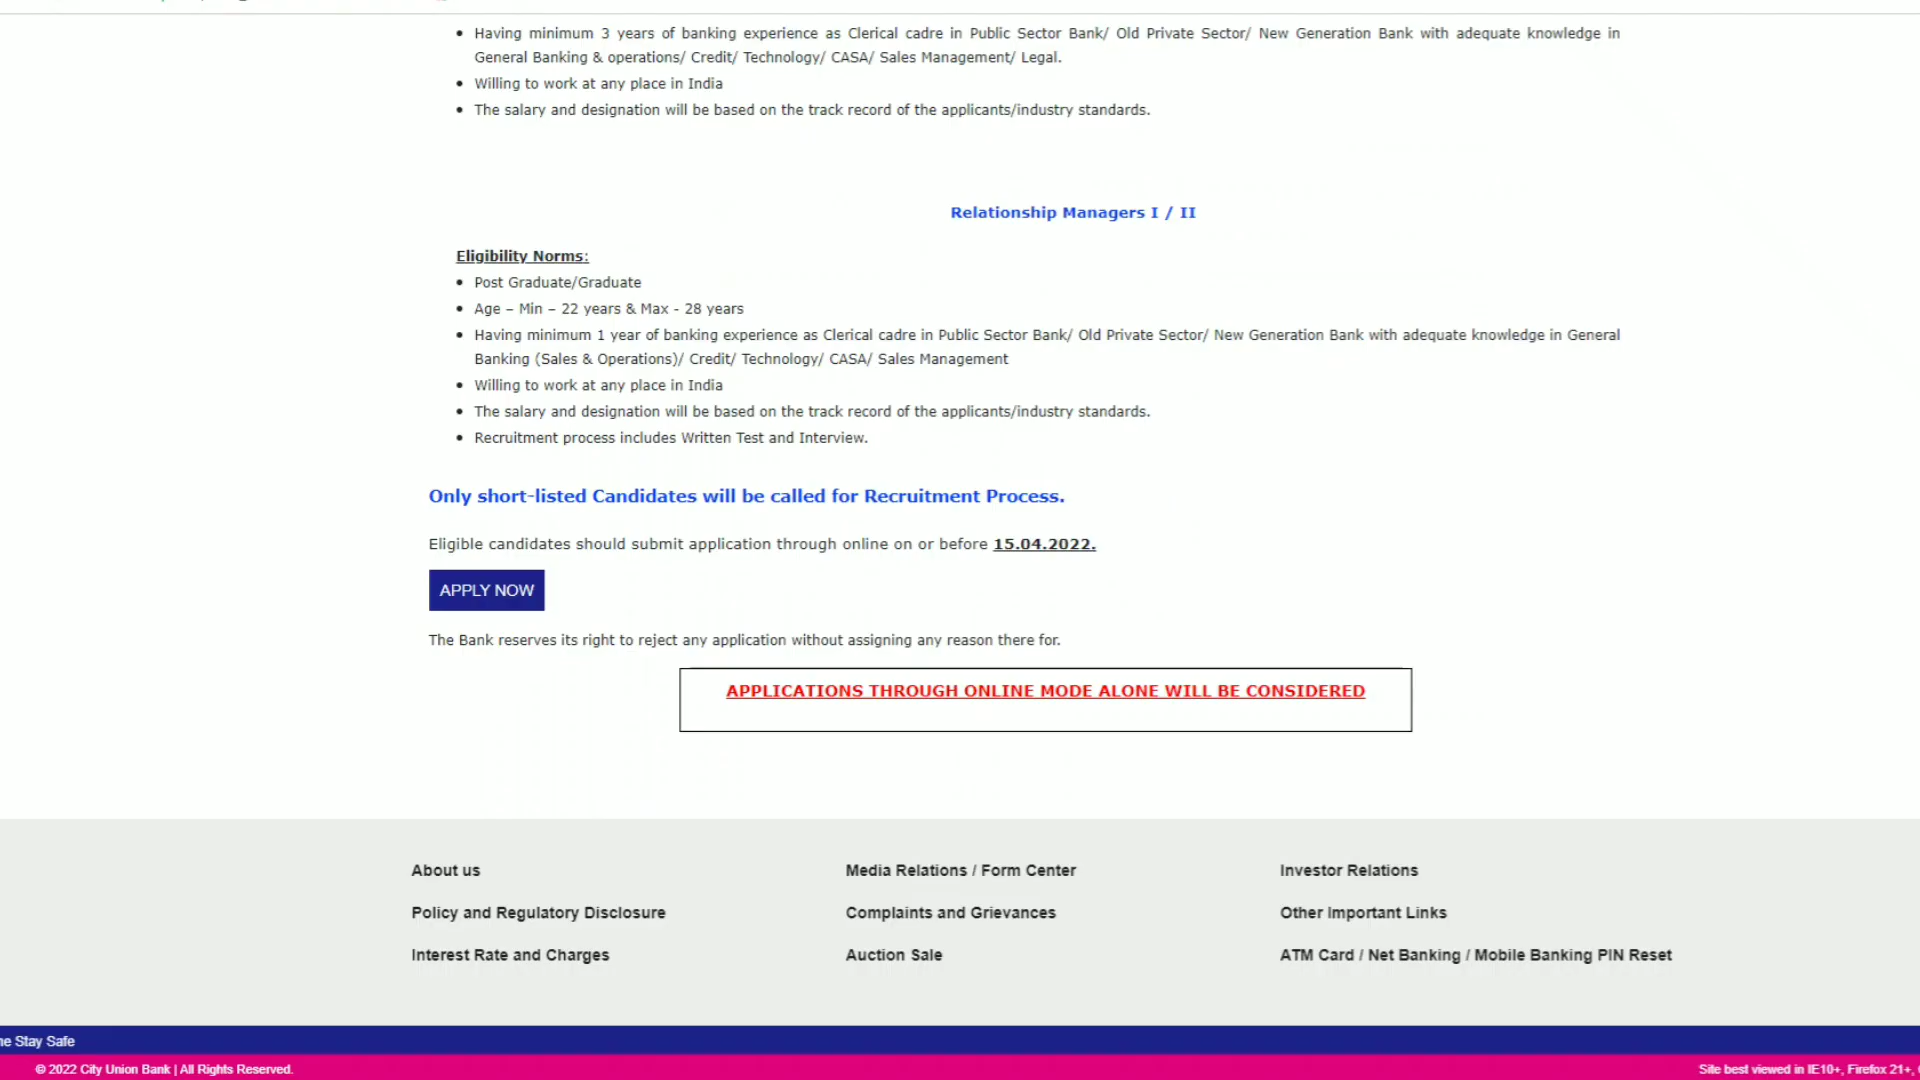 Having minimum 3 years of banking experience as Clerical cadre in Public Sector Bank/ Old Private Sector/ New Generation Bank with adequate knowledge in
General Banking & operations/ Credit/ Technology/ CASA/ Sales Management/ Legal.
Willing to work at any place in India
The salary and designation will be based on the track record of the applicants/industry standards.
Relationship Managers I / II
Eligibility Norms:
Post Graduate/Graduate
Age – Min – 22 years & Max - 28 years
Having minimum 1 year of banking experience as Clerical cadre in Public Sector Bank/ Old Private Sector/ New Generation Bank with adequate knowledge in General
Banking (Sales & Operations)/ Credit/ Technology/ CASA/ Sales Management
Willing to work at any place in India
The salary and designation will be based on the track record of the applicants/industry standards.
Recruitment process includes Written Test and Interview.
Only short-listed Candidates will be called for Recruitment Process.
Eligible candidates should submit application through online on or before 15.04.2022.
APPLY NOW
The Bank reserves its right to reject any application without assigning any reason there for.
APPLICATIONS THROUGH ONLINE MODE ALONE WILL BE CONSIDERED
About us
Media Relations / Form Center
Investor Relations
Policy and Regulatory Disclosure
Complaints and Grievances
Other Important Links
Interest Rate and Charges
Auction Sale
ATM Card / Net Banking / Mobile Banking PIN Reset
Stay Safe
© 2022 City Union Bank | All Rights Reserved.
Site best viewed in IE10+, Firefox 21+,